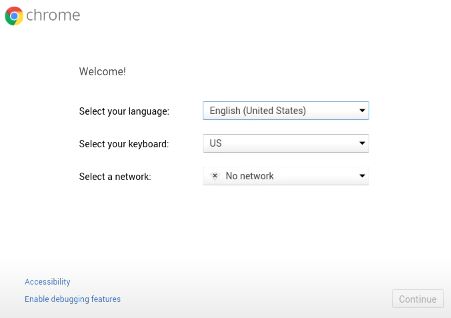 chrome
Welcome!
Select your language: English (United States)
Select your keyboard: US
Select a network: No network
Accessibility
Enable debugging features
Continue